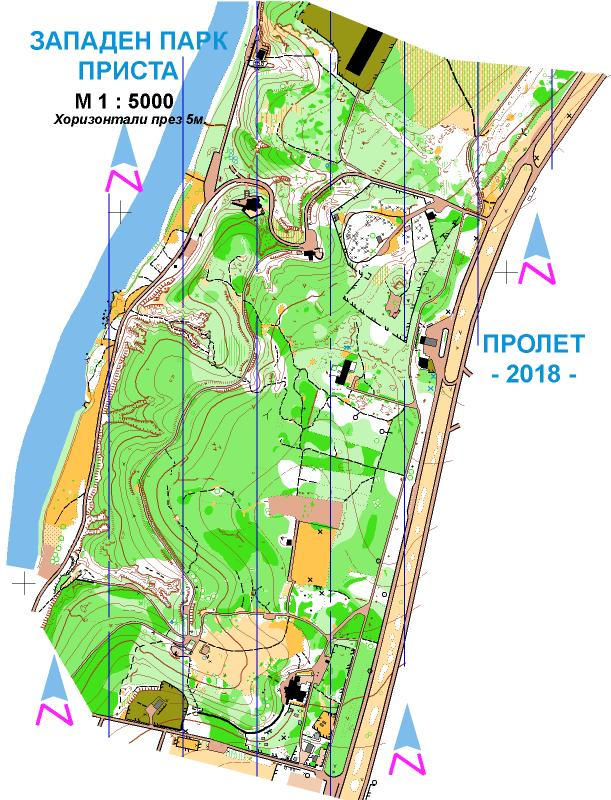 ЗАПАДЕН ПАРК
ПРИСТА
М 1 : 5000
Хоризонтали през 5м.
N
N
ПРОЛЕТ
- 2018 -
N
N